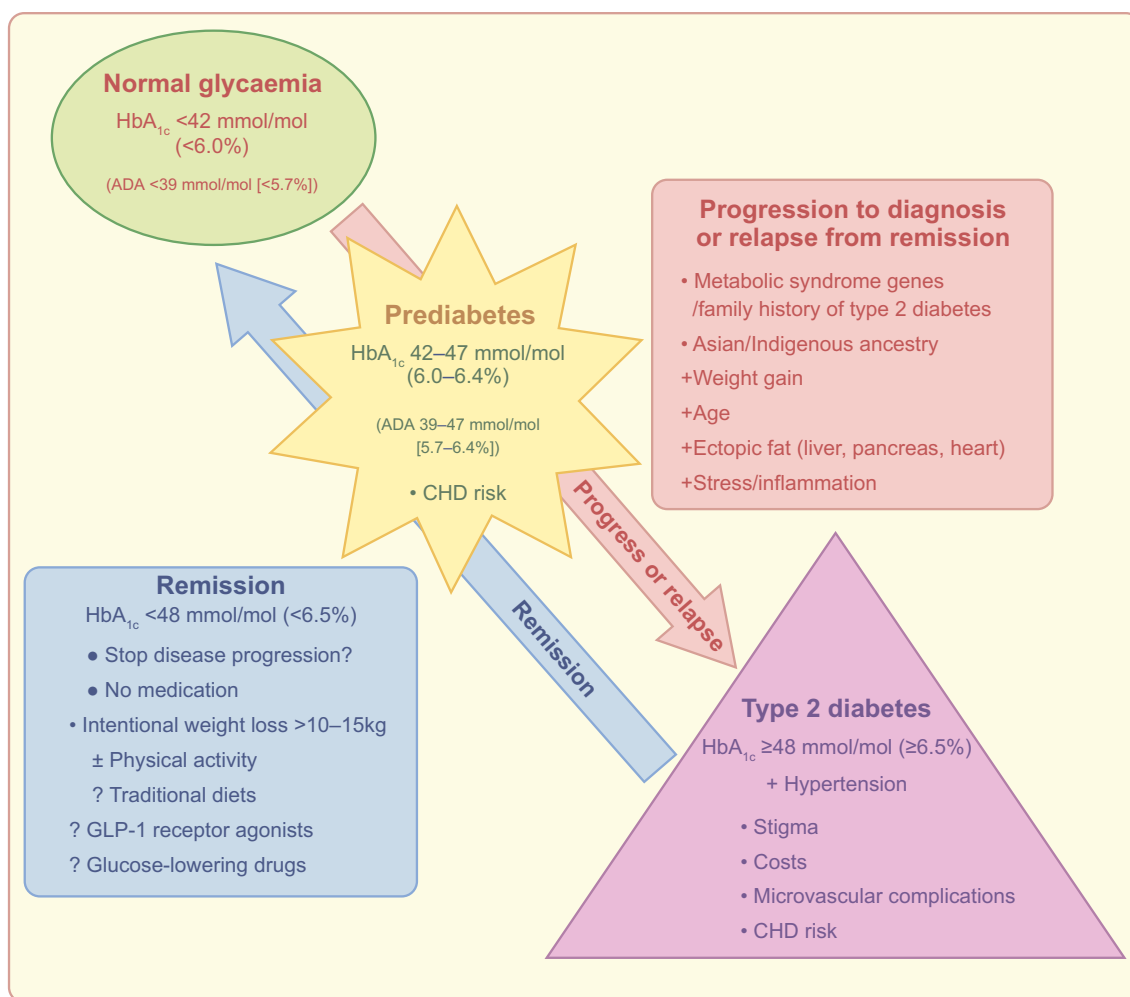 Normal glycaemia
HbA1c <42 mmol/mol
(<6.0%)
(ADA <39 mmol/mol [<5.7%])
Progression to diagnosis
or relapse from remission
• Metabolic syndrome genes
/family history of type 2 diabetes
• Asian/Indigenous ancestry
+Weight gain
+Age
+Ectopic fat (liver, pancreas, heart)
+Stress/inflammation
Prediabetes
HbA1c 42–47 mmol/mol
(6.0–6.4%)
(ADA 39–47 mmol/mol
[5.7–6.4%])
• CHD risk
Progress or relapse
Remission
Remission
HbA1c <48 mmol/mol (<6.5%)
● Stop disease progression?
● No medication
• Intentional weight loss >10–15kg
± Physical activity
? Traditional diets
? GLP-1 receptor agonists
? Glucose-lowering drugs
Type 2 diabetes
HbA1c ≥48 mmol/mol (≥6.5%)
+ Hypertension
• Stigma
• Costs
• Microvascular complications
• CHD risk